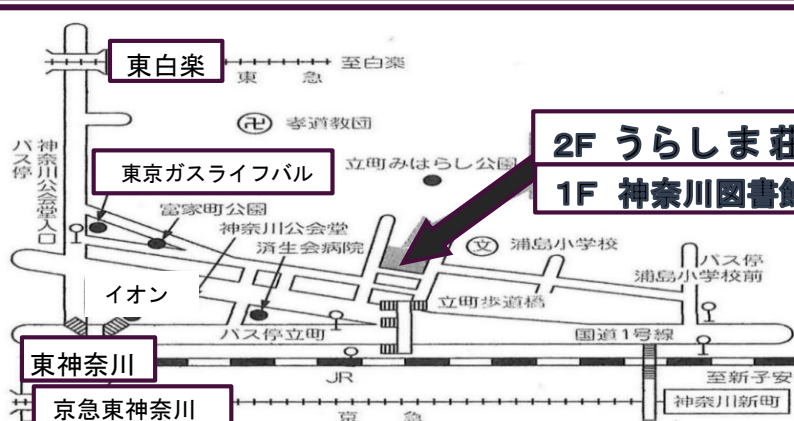 東白楽
東急
至白楽
卍 孝道教団
神奈川公会堂入口
バス停
東京ガスライフバル
立町みはらし公園
2F うらしま荘
1F 神奈川図書館
富家町公園
神奈川公会堂
済生会病院
文 浦島小学校
バス停
浦島小学校前
イオン
立町歩道橋
バス停立町
国道1号線
東神奈川
JR
至新子安
京急東神奈川
京急
神奈川新町